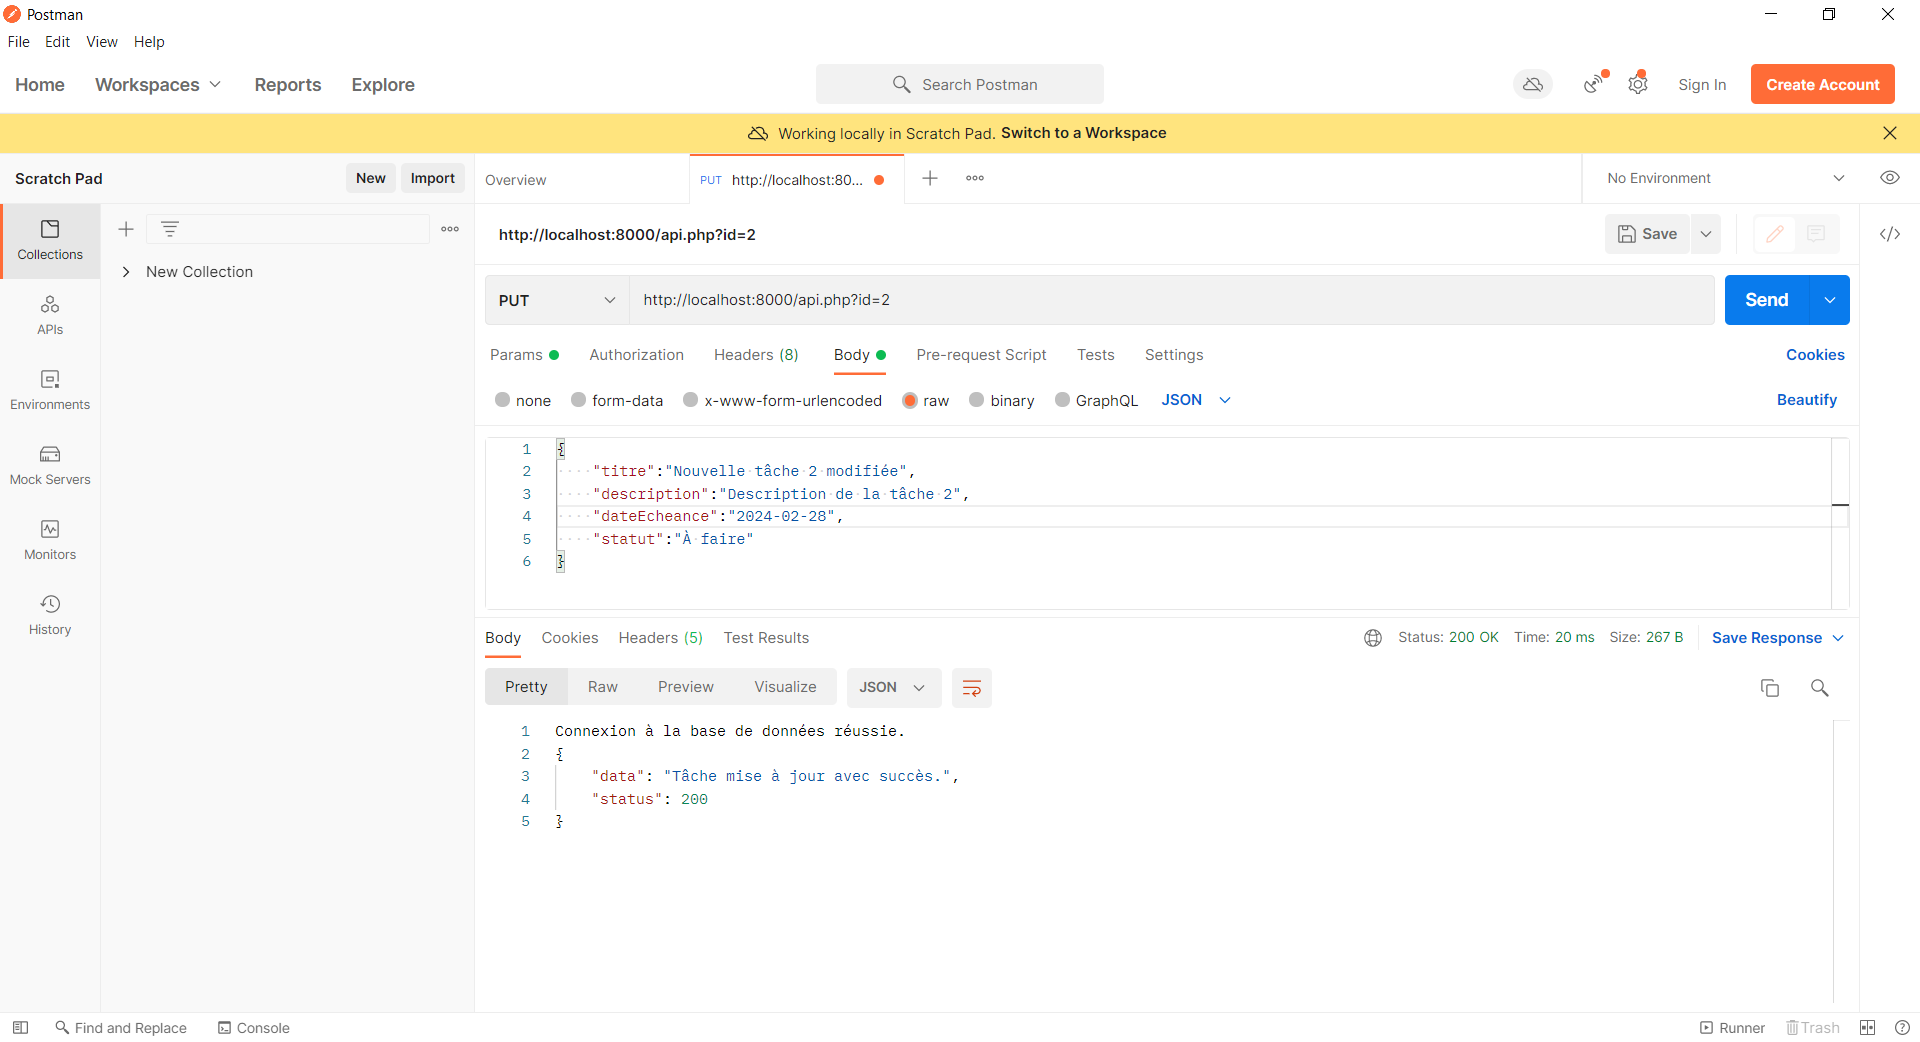 Postman
File Edit View Help
Home Workspaces Reports Explore Search Postman Sign In Create Account
Working locally in Scratch Pad. Switch to a Workspace
Scratch Pad New Import Overview PUT http://localhost:80... No Environment
Collections
APIs
Environments
Mock Servers
Monitors
History
New Collection
http://localhost:8000/api.php?id=2 Save
PUT http://localhost:8000/api.php?id=2 Send
Params Authorization Headers (8) Body Pre-request Script Tests Settings Cookies
none form-data x-www-form-urlencoded raw binary GraphQL JSON Beautify
1 {
2 "titre":"Nouvelle tâche 2 modifiée",
3 "description":"Description de la tâche 2",
4 "dateEcheance":"2024-02-28",
5 "statut":"À faire"
6 }
Body Cookies Headers (5) Test Results Status: 200 OK Time: 20 ms Size: 267 B Save Response
Pretty Raw Preview Visualize JSON
1 Connexion à la base de données réussie.
2 {
3 "data": "Tâche mise à jour avec succès.",
4 "status": 200
5 }
Find and Replace Console Runner Trash